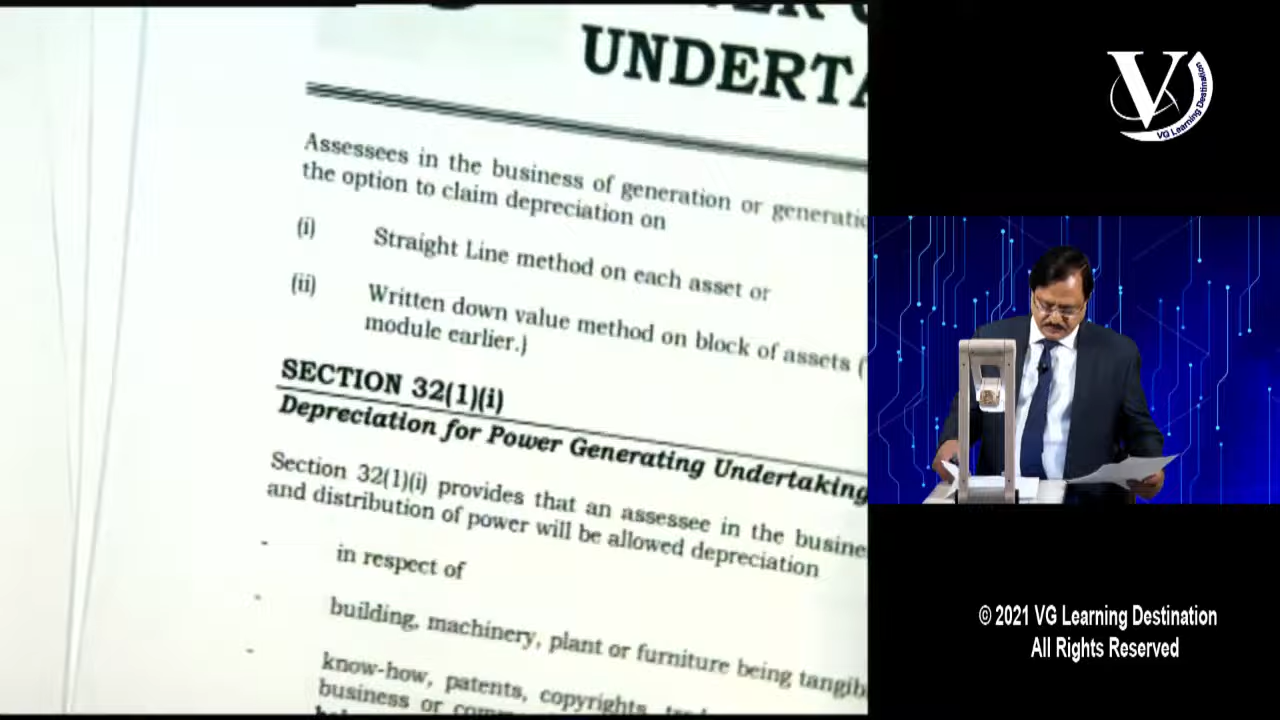 UNDERTA
Assessees in the business of generation or generatio
the option to claim depreciation on
(i) Straight Line method on each asset or
(ii) Written down value method on block of assets (
module earlier.}
SECTION 32(1)(i)
Depreciation for Power Generating Undertaking
Section 32(1)(i) provides that an assessee in the busine
and distribution of power will be allowed depreciation
- in respect of
- building, machinery, plant or furniture being tangib
- know-how, patents, copyrights,
business or
V
VG Learning Destination
© 2021 VG Learning Destination
All Rights Reserved